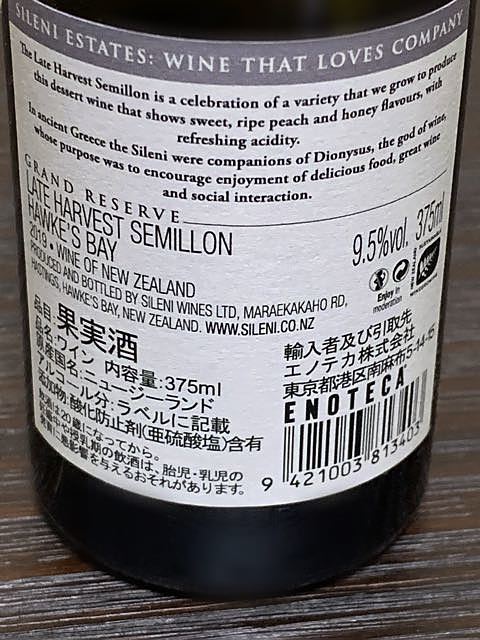 SILENI ESTATES: WINE THAT LOVES COMPANY
The Late Harvest Semillon is a celebration of a variety that we grow to produce
this dessert wine that shows sweet, ripe peach and honey flavours, with
refreshing acidity.
In ancient Greece the Sileni were companions of Dionysus, the god of wine,
whose purpose was to encourage enjoyment of delicious food, great wine
and social interaction.
GRAND RESERVE
LATE HARVEST SEMILLON
HAWKE'S BAY
2019 • WINE OF NEW ZEALAND
9.5%vol. 375ml
PRODUCED AND BOTTLED BY SILENI WINES LTD, MARAEKAKAHO RD,
HASTINGS, HAWKE'S BAY, NEW ZEALAND. WWW.SILENI.CO.NZ
Enjoy in
moderation
品目:果実酒
品名:ワイン 内容量:375ml
原産国名:ニュージーランド
アルコール分:ラベルに記載
添加物:酸化防止剤(亜硫酸塩)含有
飲酒は20歳になってから。
妊娠中や授乳期の飲酒は、胎児・乳児の
発育に悪影響を与えるおそれがあります。
輸入者及び引取先
エノテカ株式会社
東京都港区南麻布5-14-15
ENOTECA
9 421003 813403